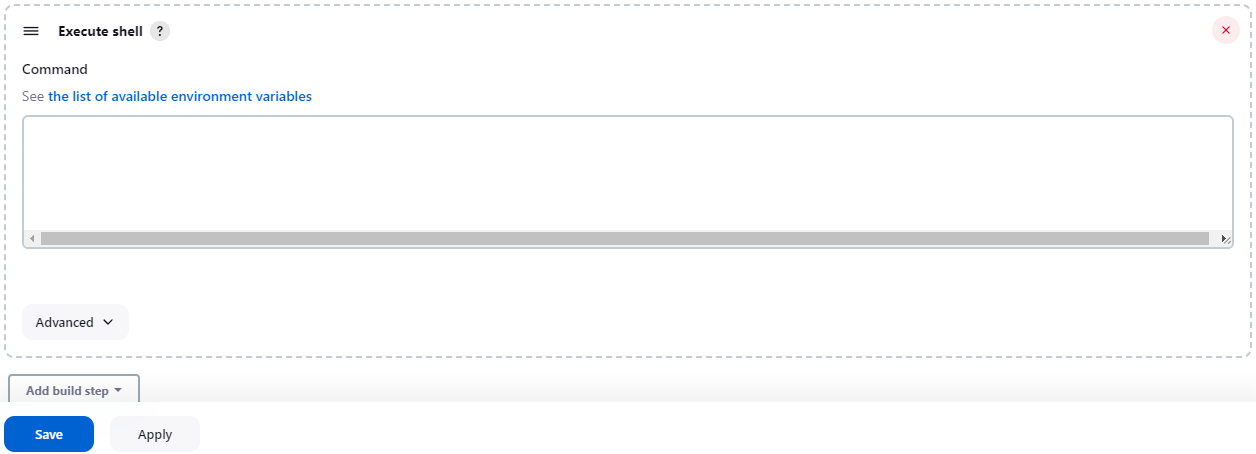 Execute shell ?
Command
See the list of available environment variables
Advanced
Add build step
Save Apply